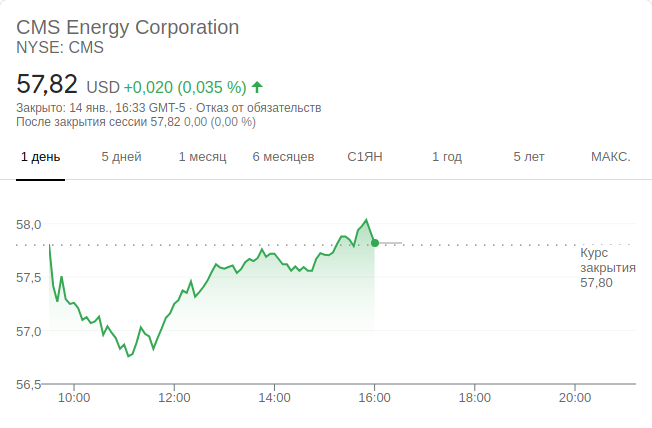 CMS Energy Corporation
NYSE: CMS
57,82 USD +0,020 (0,035 %)
Закрыто: 14 янв., 16:33 GMT-5 · Отказ от обязательств
После закрытия сессии 57,82 0,00 (0,00 %)
1 день 5 дней 1 месяц 6 месяцев С1ЯН 1 год 5 лет МАКС.
58,0
57,5
57,0
56,5
Курс
закрытия
57,80
10:00 12:00 14:00 16:00 18:00 20:00